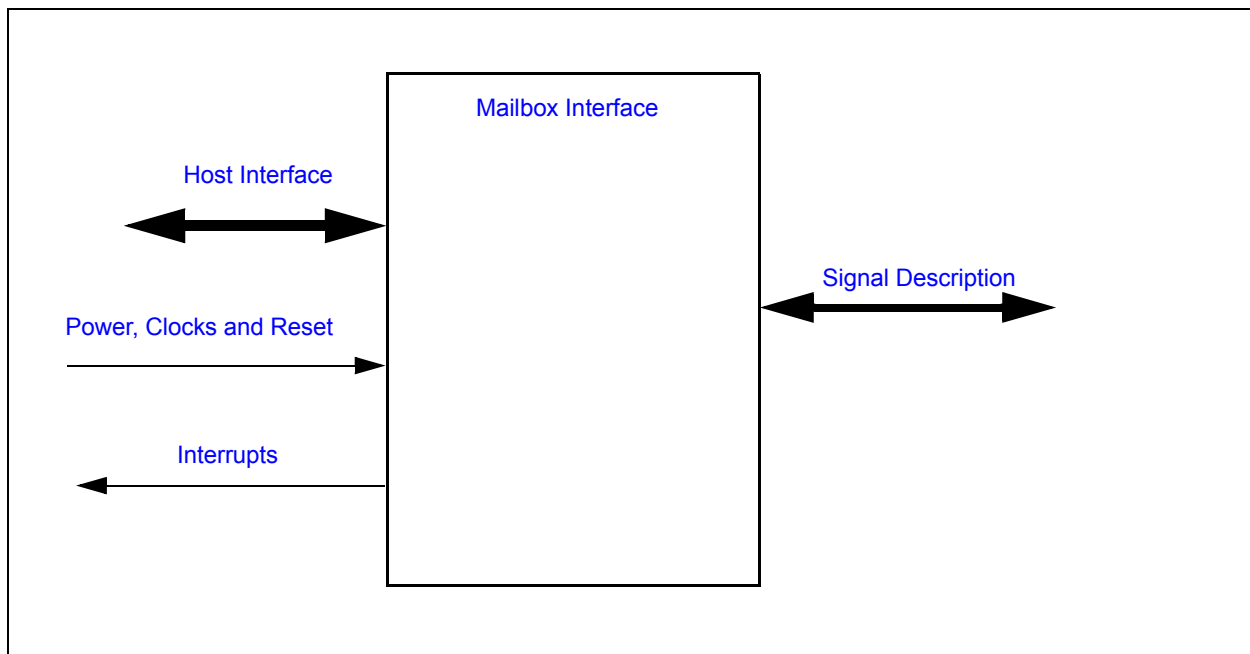 Mailbox Interface
Host Interface
Signal Description
Power, Clocks and Reset
Interrupts